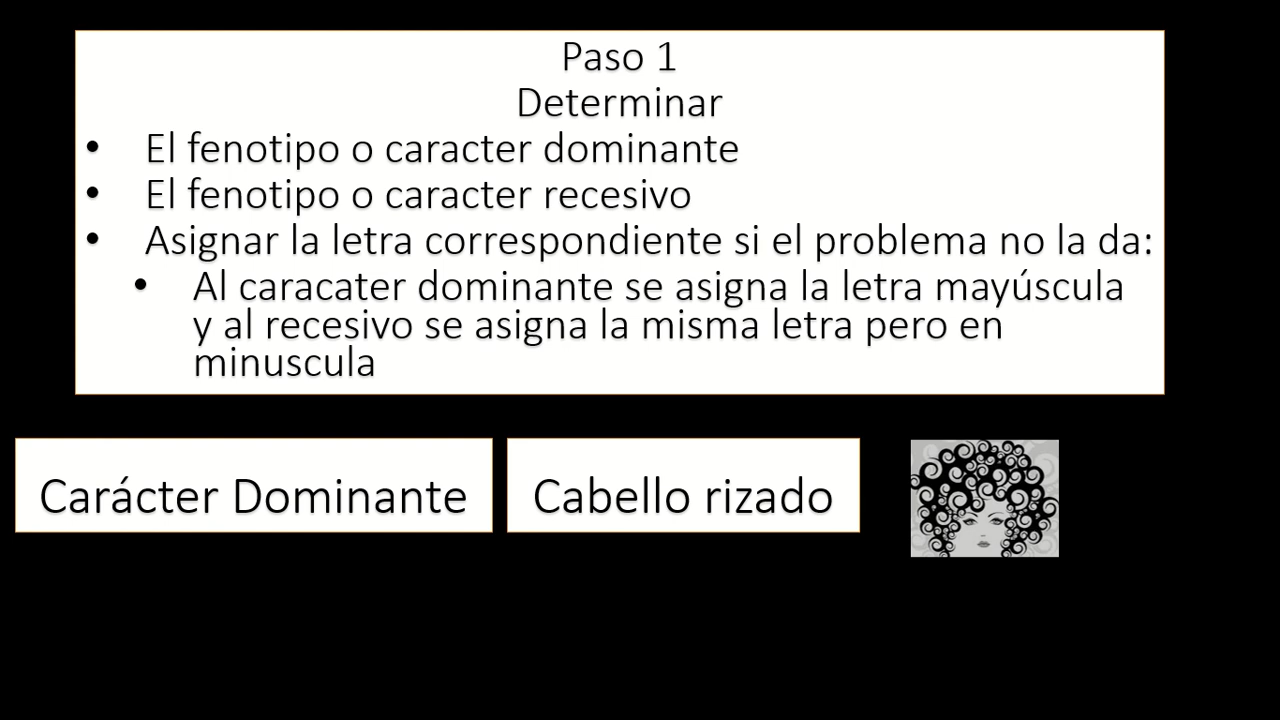 Paso 1
Determinar
• El fenotipo o caracter dominante
• El fenotipo o caracter recesivo
• Asignar la letra correspondiente si el problema no la da:
• Al caracater dominante se asigna la letra mayúscula
y al recesivo se asigna la misma letra pero en
minuscula
Carácter Dominante
Cabello rizado